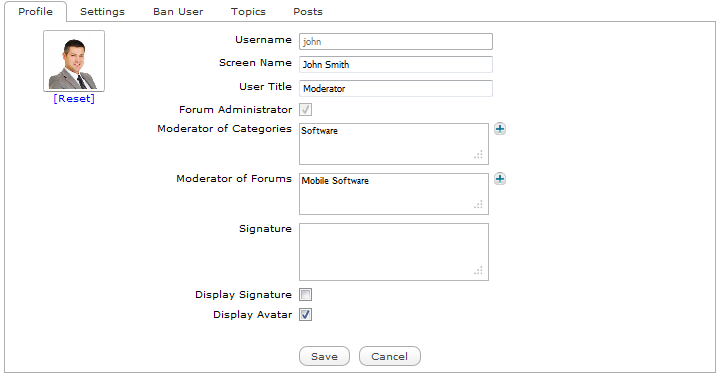 Profile Settings Ban User Topics Posts
[Reset]
Username john
Screen Name John Smith
User Title Moderator
Forum Administrator
Moderator of Categories Software
Moderator of Forums Mobile Software
Signature
Display Signature
Display Avatar
Save Cancel